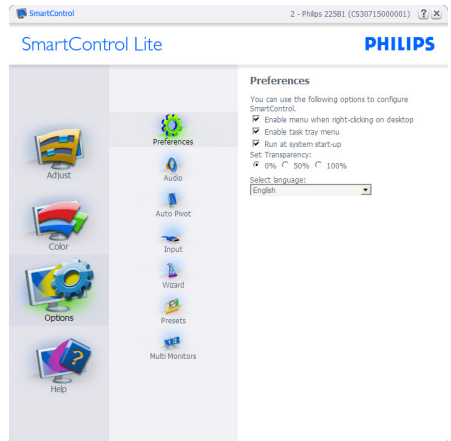 SmartControl
2 - Philips 225B1 (CS30715000001)
SmartControl Lite
PHILIPS
Adjust
Color
Options
Help
Preferences
Audio
Auto Pivot
Input
Wizard
Presets
Multi Monitors
Preferences
You can use the following options to configure
SmartControl.
Enable menu when right-clicking on desktop
Enable task tray menu
Run at system start-up
Set Transparency:
0% 50% 100%
Select language:
English